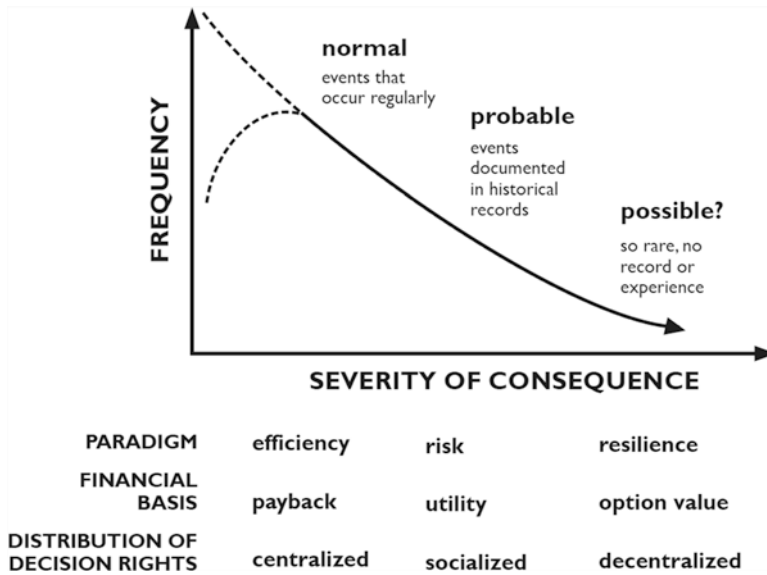 FREQUENCY
normal
events that
occur regularly
probable
events
documented
in historical
records
possible?
so rare, no
record or
experience
SEVERITY OF CONSEQUENCE
PARADIGM efficiency risk resilience
FINANCIAL
BASIS payback utility option value
DISTRIBUTION OF
DECISION RIGHTS centralized socialized decentralized